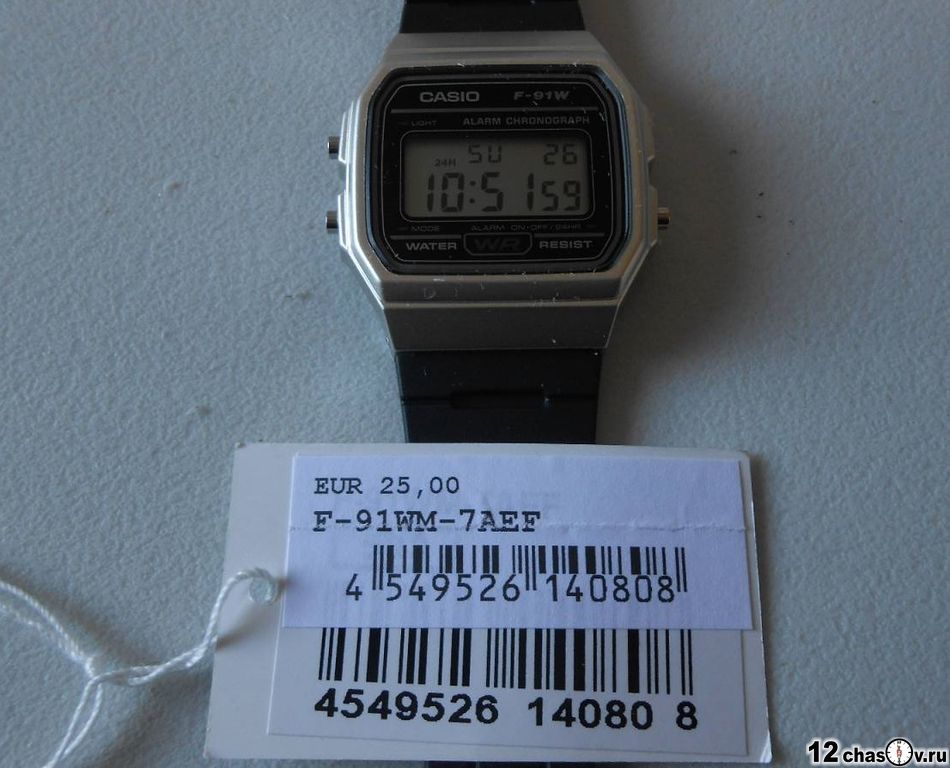 CASIO F-91W
LIGHT ALARM CHRONOGRAPH
SU 26
24H
10:51 59
MODE ALARM ON·OFF/24HR
WATER WR RESIST
EUR 25,00
F-91WM-7AEF
4 549526 140808
4549526 14080 8
12chasov.ru